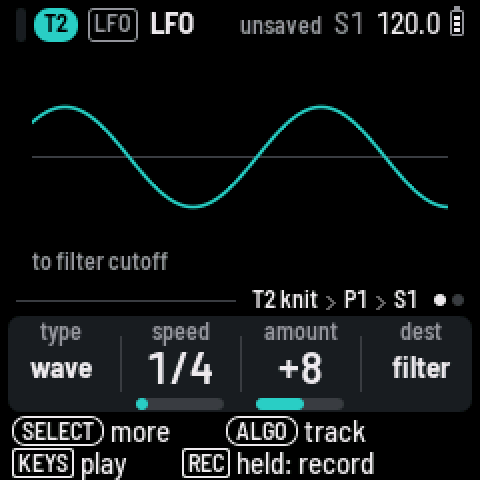 T2 LFO LFO unsaved S1 120.0
to filter cutoff
T2 knit > P1 > S1
type speed amount dest
wave 1/4 +8 filter
SELECT more ALGO track
KEYS play REC held: record